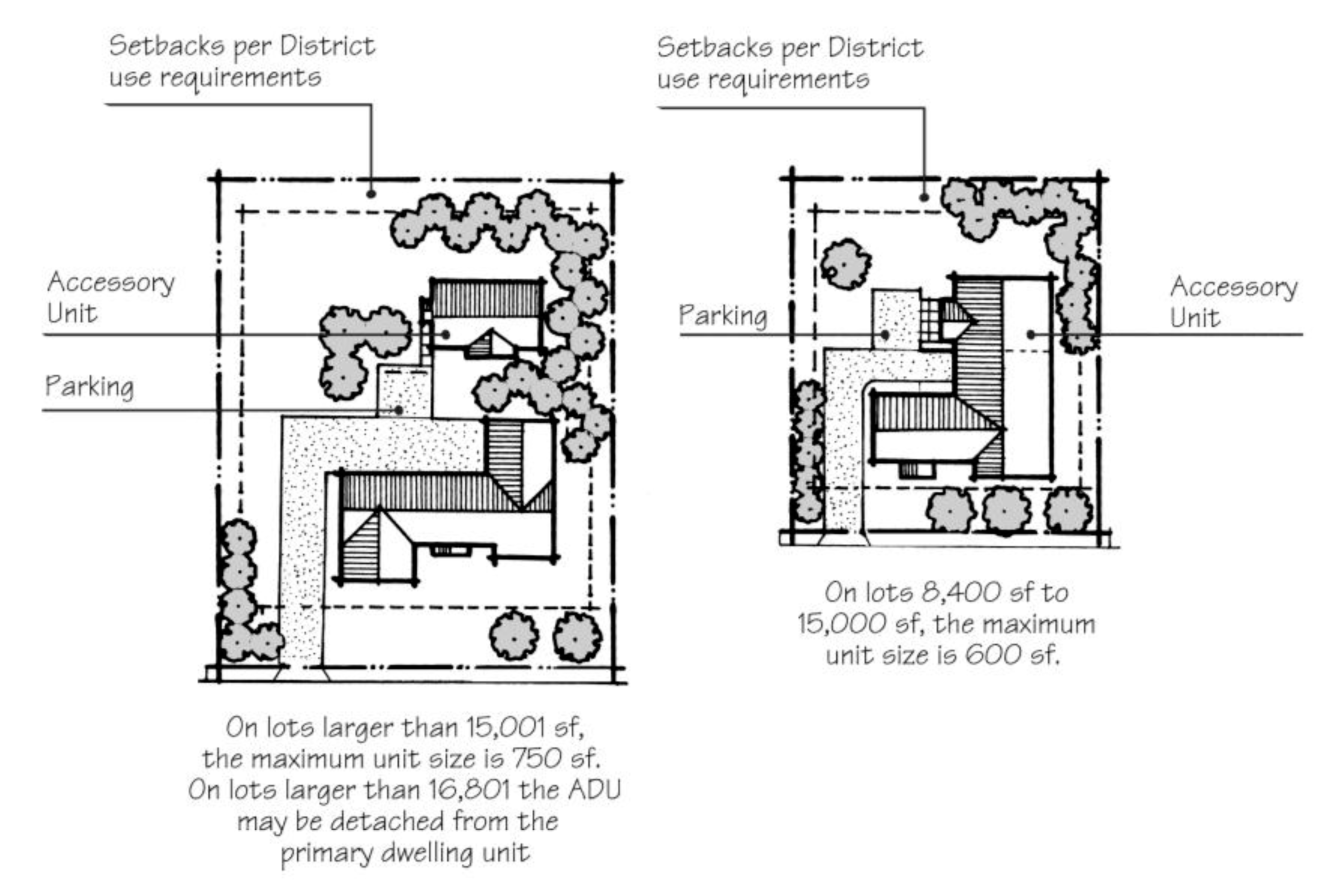 Setbacks per District
use requirements
Accessory
Unit
Parking
On lots larger than 15,001 sf,
the maximum unit size is 750 sf.
On lots larger than 16,801 the ADU
may be detached from the
primary dwelling unit
Setbacks per District
use requirements
Parking
Accessory
Unit
On lots 8,400 sf to
15,000 sf, the maximum
unit size is 600 sf.